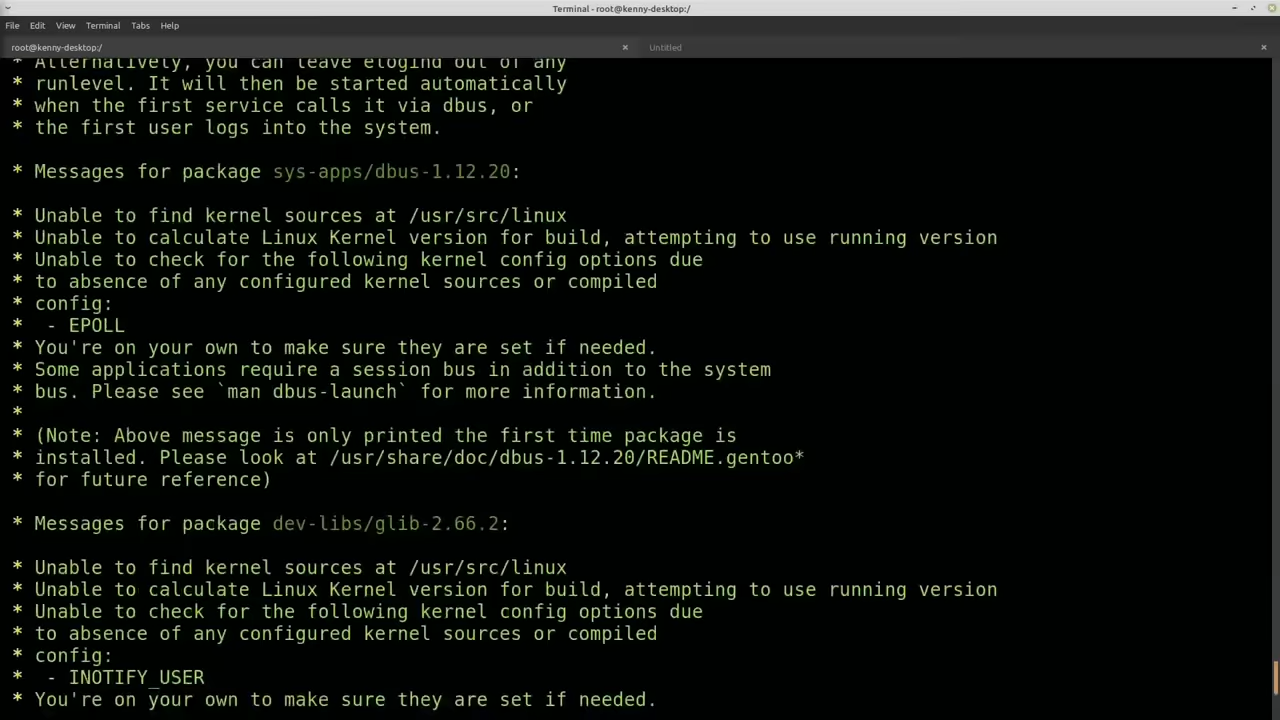 Terminal - root@kenny-desktop:/
File Edit View Terminal Tabs Help
root@kenny-desktop:/ × Untitled ×
* Alternatively, you can leave elogind out of any
* runlevel. It will then be started automatically
* when the first service calls it via dbus, or
* the first user logs into the system.
* Messages for package sys-apps/dbus-1.12.20:
* Unable to find kernel sources at /usr/src/linux
* Unable to calculate Linux Kernel version for build, attempting to use running version
* Unable to check for the following kernel config options due
* to absence of any configured kernel sources or compiled
* config:
*  - EPOLL
* You're on your own to make sure they are set if needed.
* Some applications require a session bus in addition to the system
* bus. Please see `man dbus-launch` for more information.
*
* (Note: Above message is only printed the first time package is
* installed. Please look at /usr/share/doc/dbus-1.12.20/README.gentoo*
* for future reference)
* Messages for package dev-libs/glib-2.66.2:
* Unable to find kernel sources at /usr/src/linux
* Unable to calculate Linux Kernel version for build, attempting to use running version
* Unable to check for the following kernel config options due
* to absence of any configured kernel sources or compiled
* config:
*  - INOTIFY_USER
* You're on your own to make sure they are set if needed.